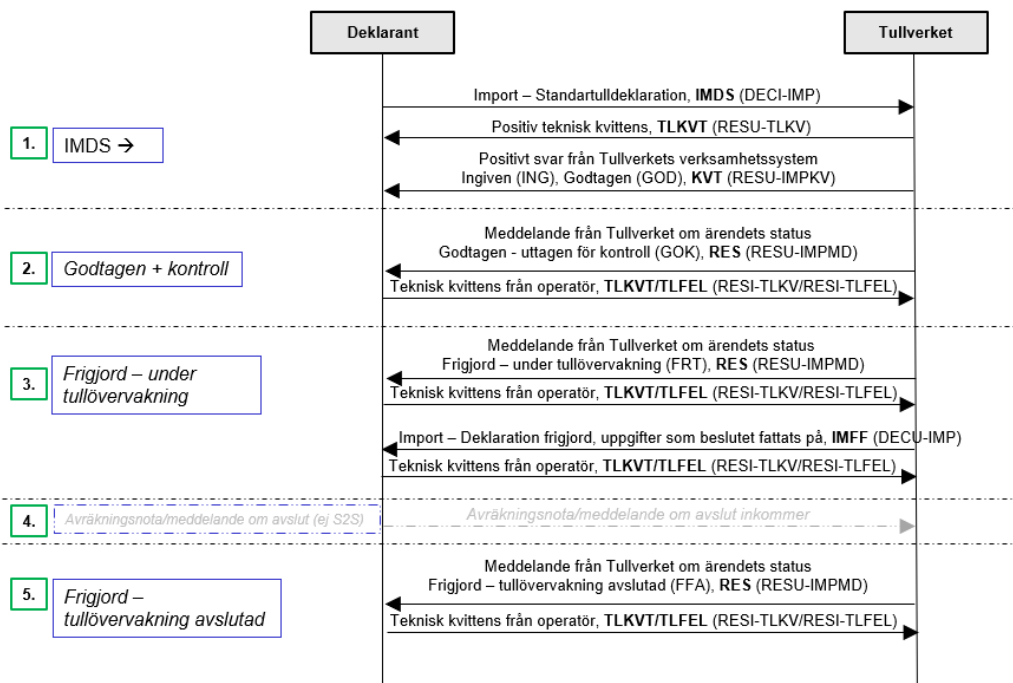 Deklarant
Tullverket
Import – Standartulldeklaration, IMDS (DECI-IMP)
Positiv teknisk kvittens, TLKVT (RESU-TLKV)
1.
IMDS →
Positivt svar från Tullverkets verksamhetssystem
Ingiven (ING), Godtagen (GOD), KVT (RESU-IMPKV)
Meddelande från Tullverket om ärendets status
2.
Godtagen + kontroll
Godtagen - uttagen för kontroll (GOK), RES (RESU-IMPMD)
Teknisk kvittens från operatör, TLKVT/TLFEL (RESI-TLKV/RESI-TLFEL)
Meddelande från Tullverket om ärendets status
Frigjord – under tullövervakning (FRT), RES (RESU-IMPMD)
3.
Frigjord – under
tullövervakning
Teknisk kvittens från operatör, TLKVT/TLFEL (RESI-TLKV/RESI-TLFEL)
Import – Deklaration frigjord, uppgifter som beslutet fattats på, IMFF (DECU-IMP)
Teknisk kvittens från operatör, TLKVT/TLFEL (RESI-TLKV/RESI-TLFEL)
4.
Avräkningsnota/meddelande om avslut (ej S2S)
Avräkningsnota/meddelande om avslut inkommer
Meddelande från Tullverket om ärendets status
Frigjord – tullövervakning avslutad (FFA), RES (RESU-IMPMD)
5.
Frigjord –
tullövervakning avslutad
Teknisk kvittens från operatör, TLKVT/TLFEL (RESI-TLKV/RESI-TLFEL)